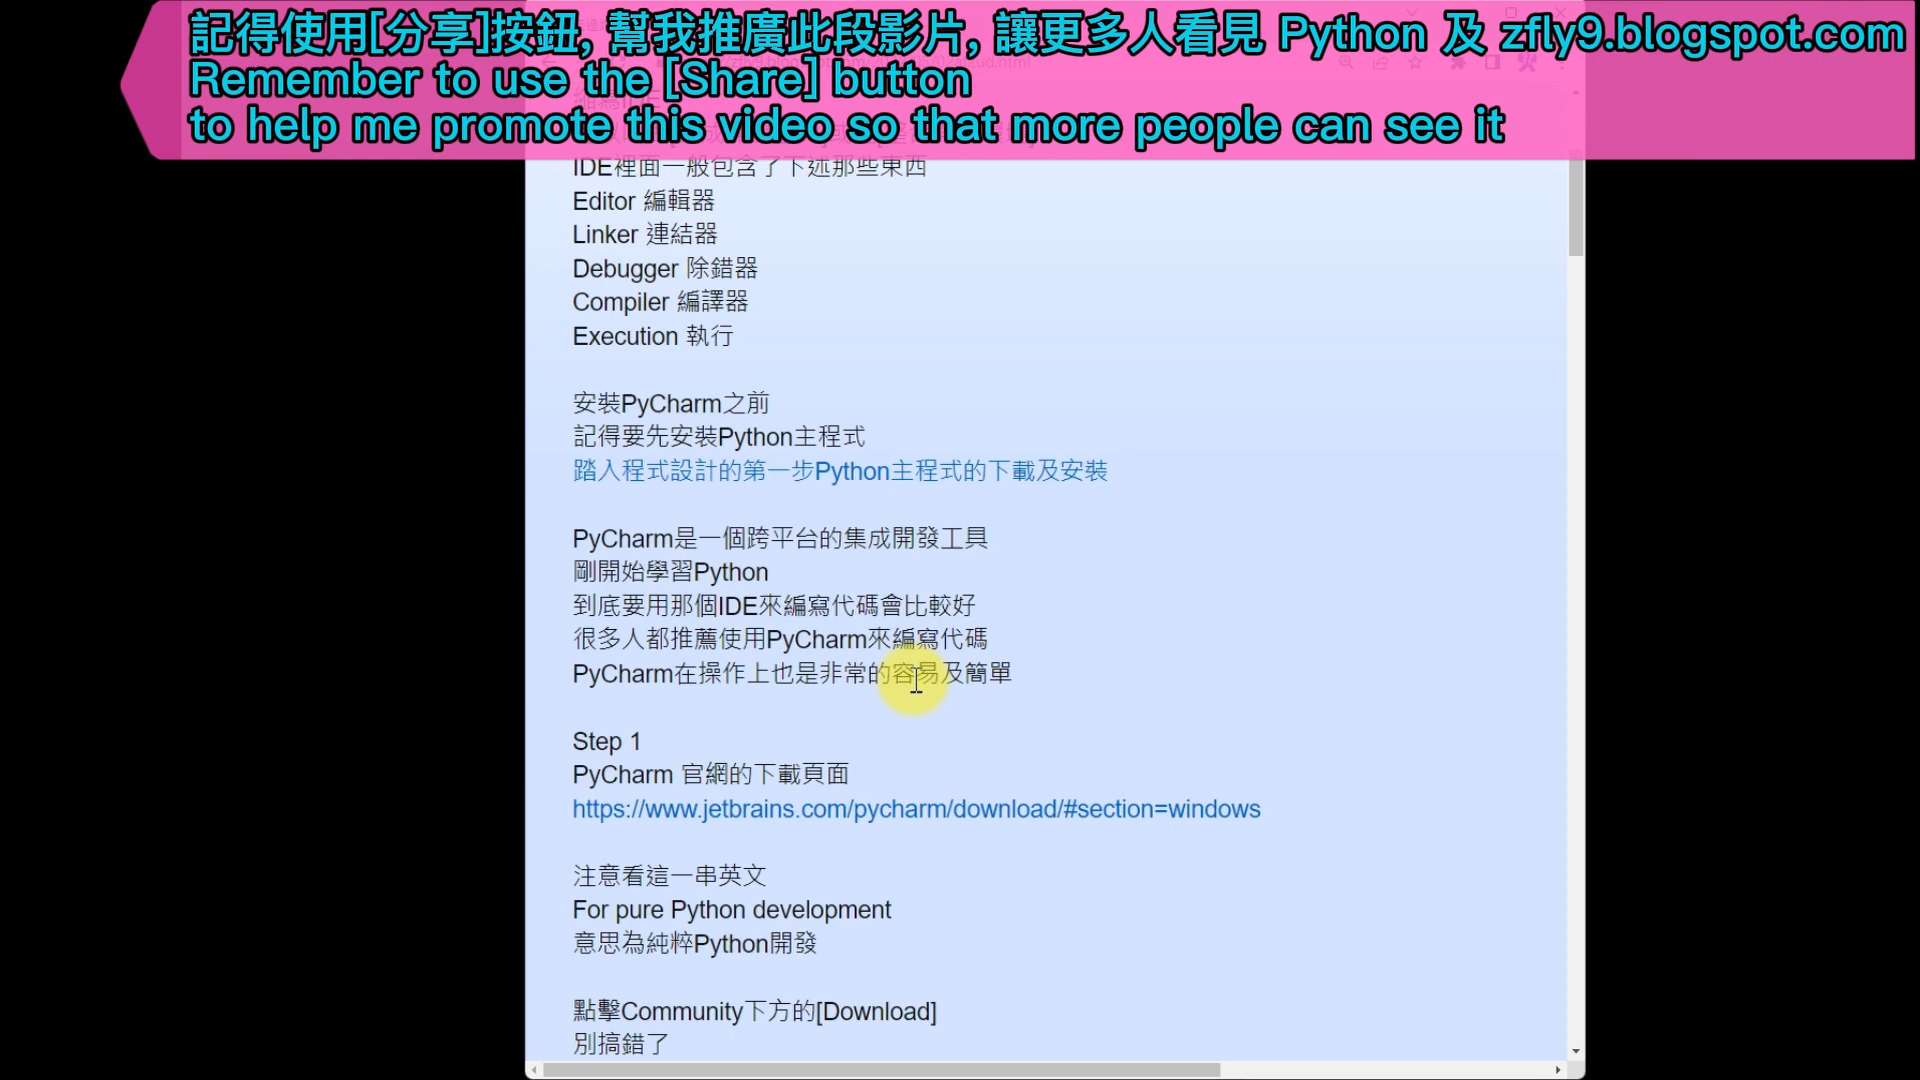 記得使用[分享]按鈕, 幫我推廣此段影片, 讓更多人看見 Python 及 zfly9.blogspot.com
Remember to use the [Share] button
to help me promote this video so that more people can see it
IDE裡面一般包含了下述那些東西
Editor 編輯器
Linker 連結器
Debugger 除錯器
Compiler 編譯器
Execution 執行
安裝PyCharm之前
記得要先安裝Python主程式
踏入程式設計的第一步Python主程式的下載及安裝
PyCharm是一個跨平台的集成開發工具
剛開始學習Python
到底要用那個IDE來編寫代碼會比較好
很多人都推薦使用PyCharm來編寫代碼
PyCharm在操作上也是非常的容易及簡單
Step 1
PyCharm 官網的下載頁面
https://www.jetbrains.com/pycharm/download/#section=windows
注意看這一串英文
For pure Python development
意思為純粹Python開發
點擊Community下方的[Download]
別搞錯了